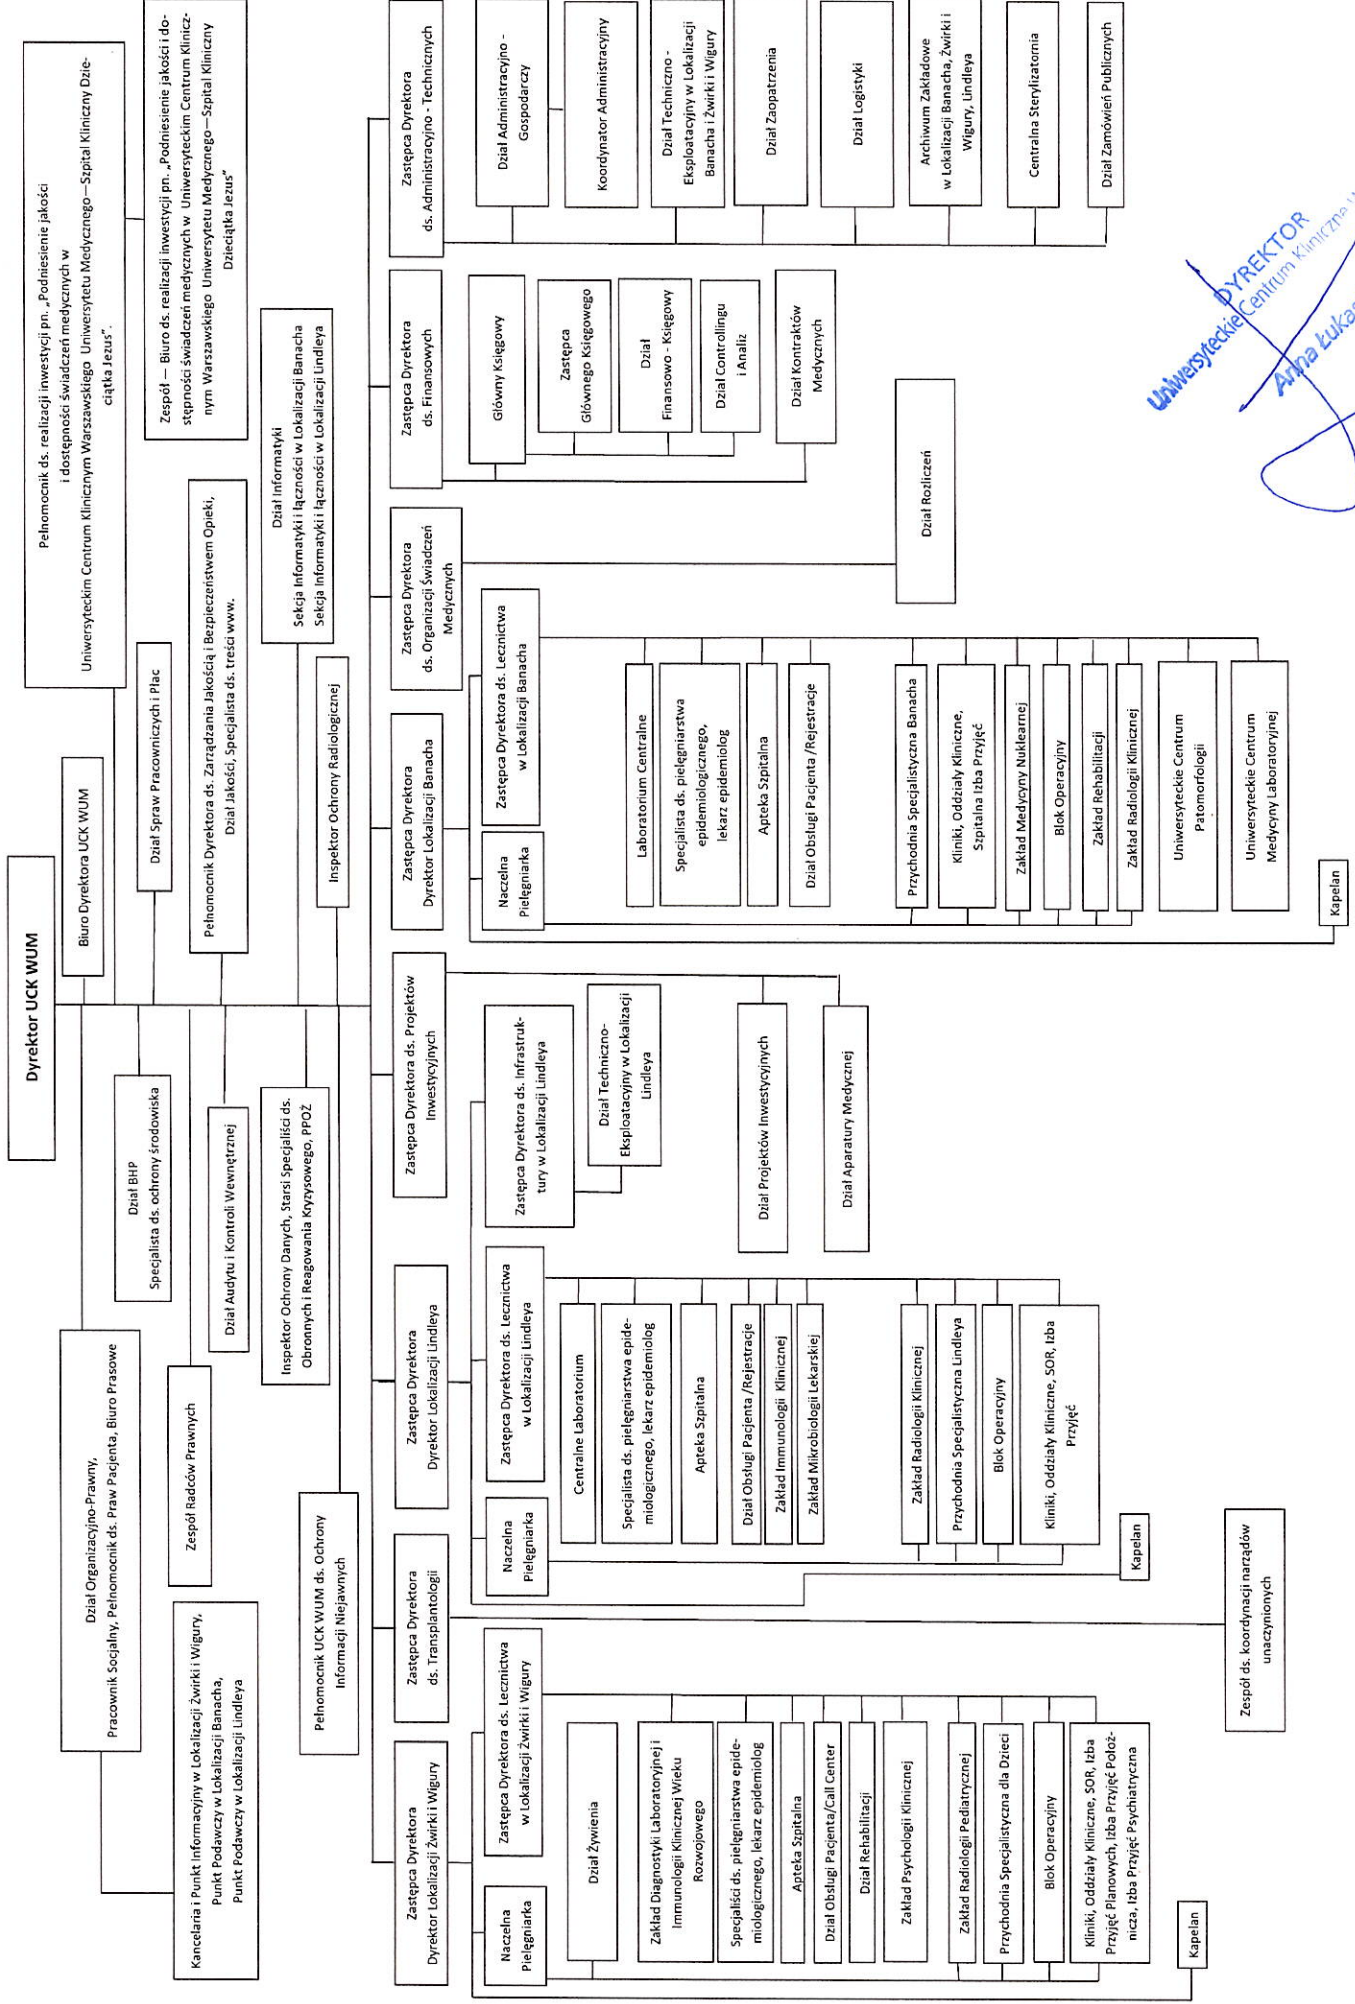 Dyrektor UCK WUM
Biuro Dyrektora UCK WUM
Dział Organizacyjno-Prawny,
Pracownik Socjalny, Pełnomocnik ds. Praw Pacjenta, Biuro Prasowe
Kancelaria i Punkt Informacyjny w Lokalizacji Żwirki i Wigury,
Punkt Podawczy w Lokalizacji Banacha,
Punkt Podawczy w Lokalizacji Lindleya
Pełnomocnik ds. realizacji inwestycji pn. „Podniesienie jakości
i dostępności świadczeń medycznych w
Uniwersyteckim Centrum Klinicznym Warszawskiego Uniwersytetu Medycznego—Szpital Kliniczny Dzie-
ciątka Jezus".
Zespół — Biuro ds. realizacji inwestycji pn. „Podniesienie jakości i do-
stępności świadczeń medycznych w Uniwersyteckim Centrum Klinicz-
nym Warszawskiego Uniwersytetu Medycznego—Szpital Kliniczny
Dzieciątka Jezus"
Dział BHP
Specjalista ds. ochrony środowiska
Dział Spraw Pracowniczych i Płac
Zespół Radców Prawnych
Pełnomocnik Dyrektora ds. Zarządzania Jakością i Bezpieczeństwem Opieki,
Dział Jakości, Specjalista ds. treści www.
Dział Audytu i Kontroli Wewnętrznej
Dział Informatyki
Sekcja Informatyki i łączności w Lokalizacji Banacha
Sekcja Informatyki i łączności w Lokalizacji Lindleya
Inspektor Ochrony Danych, Starsi Specjaliści ds.
Obronnych i Reagowania Kryzysowego, PPOŻ
Inspektor Ochrony Radiologicznej
Pełnomocnik UCK WUM ds. Ochrony
Informacji Niejawnych
Zastępca Dyrektora
Dyrektor Lokalizacji Żwirki i Wigury
Naczelna
Pielęgniarka
Zastępca Dyrektora ds. Lecznictwa
w Lokalizacji Żwirki i Wigury
Dział Żywienia
Zakład Diagnostyki Laboratoryjnej i
Immunologii Klinicznej Wieku
Rozwojowego
Specjaliści ds. pielęgniarstwa epide-
miologicznego, lekarz epidemiolog
Apteka Szpitalna
Dział Obsługi Pacjenta/Call Center
Dział Rehabilitacji
Zakład Psychologii Klinicznej
Zakład Radiologii Pediatrycznej
Przychodnia Specjalistyczna dla Dzieci
Blok Operacyjny
Kliniki, Oddziały Kliniczne, SOR, Izba
Przyjęć Planowych, Izba Przyjęć Położ-
nicza, Izba Przyjęć Psychiatryczna
Kapelan
Zastępca Dyrektora
ds. Transplantologii
Zespół ds. koordynacji narządów
unaczynionych
Zastępca Dyrektora
Dyrektor Lokalizacji Lindleya
Naczelna
Pielęgniarka
Zastępca Dyrektora ds. Lecznictwa
w Lokalizacji Lindleya
Centralne Laboratorium
Specjalista ds. pielęgniarstwa epide-
miologicznego, lekarz epidemiolog
Apteka Szpitalna
Dział Obsługi Pacjenta /Rejestracje
Zakład Immunologii Klinicznej
Zakład Mikrobiologii Lekarskiej
Zakład Radiologii Klinicznej
Przychodnia Specjalistyczna Lindleya
Blok Operacyjny
Kliniki, Oddziały Kliniczne, SOR, Izba
Przyjęć
Kapelan
Zastępca Dyrektora ds. Infrastruk-
tury w Lokalizacji Lindleya
Dział Techniczno-
Eksploatacyjny w Lokalizacji
Lindleya
Zastępca Dyrektora ds. Projektów
Inwestycyjnych
Dział Projektów Inwestycyjnych
Dział Aparatury Medycznej
Zastępca Dyrektora
Dyrektor Lokalizacji Banacha
Naczelna
Pielęgniarka
Zastępca Dyrektora ds. Lecznictwa
w Lokalizacji Banacha
Laboratorium Centralne
Specjalista ds. pielęgniarstwa
epidemiologicznego,
lekarz epidemiolog
Apteka Szpitalna
Dział Obsługi Pacjenta /Rejestracje
Przychodnia Specjalistyczna Banacha
Kliniki, Oddziały Kliniczne,
Szpitalna Izba Przyjęć
Zakład Medycyny Nuklearnej
Blok Operacyjny
Zakład Rehabilitacji
Zakład Radiologii Klinicznej
Uniwersyteckie Centrum
Patomorfologii
Uniwersyteckie Centrum
Medycyny Laboratoryjnej
Kapelan
Zastępca Dyrektora
ds. Organizacji Świadczeń
Medycznych
Dział Rozliczeń
Zastępca Dyrektora
ds. Finansowych
Główny Księgowy
Zastępca
Głównego Księgowego
Dział
Finansowo - Księgowy
Dział Controllingu
i Analiz
Dział Kontraktów
Medycznych
Zastępca Dyrektora
ds. Administracyjno - Technicznych
Dział Administracyjno -
Gospodarczy
Koordynator Administracyjny
Dział Techniczno -
Eksploatacyjny w Lokalizacji
Banacha i Żwirki i Wigury
Dział Zaopatrzenia
Dział Logistyki
Archiwum Zakładowe
w Lokalizacji Banacha, Żwirki i
Wigury, Lindleya
Centralna Sterylizatornia
Dział Zamówień Publicznych
DYREKTOR
Uniwersyteckie Centrum Kliniczne
Anna